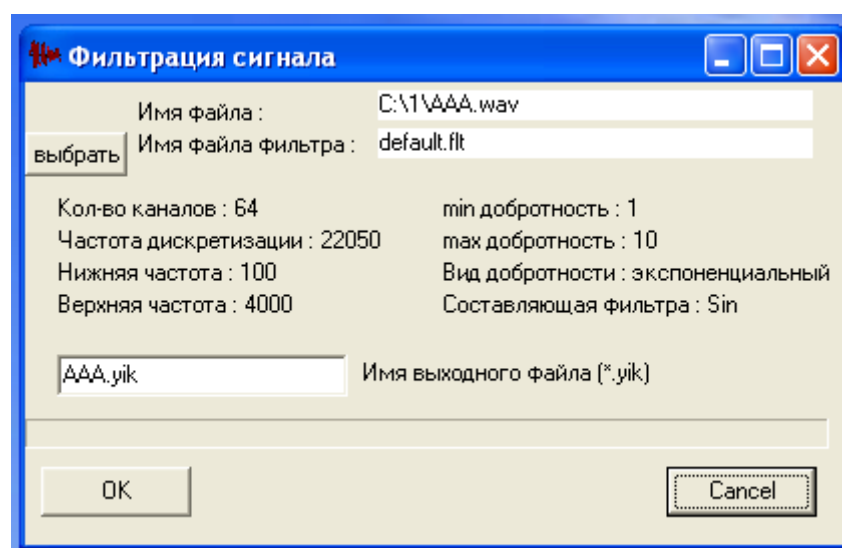 Фильтрация сигнала
Имя файла : C:\1\AAA.wav
выбрать Имя файла фильтра : default.flt
Кол-во каналов : 64 min добротность : 1
Частота дискретизации : 22050 max добротность : 10
Нижняя частота : 100 Вид добротности : экспоненциальный
Верхняя частота : 4000 Составляющая фильтра : Sin
AAA.yik Имя выходного файла (*.yik)
OK Cancel